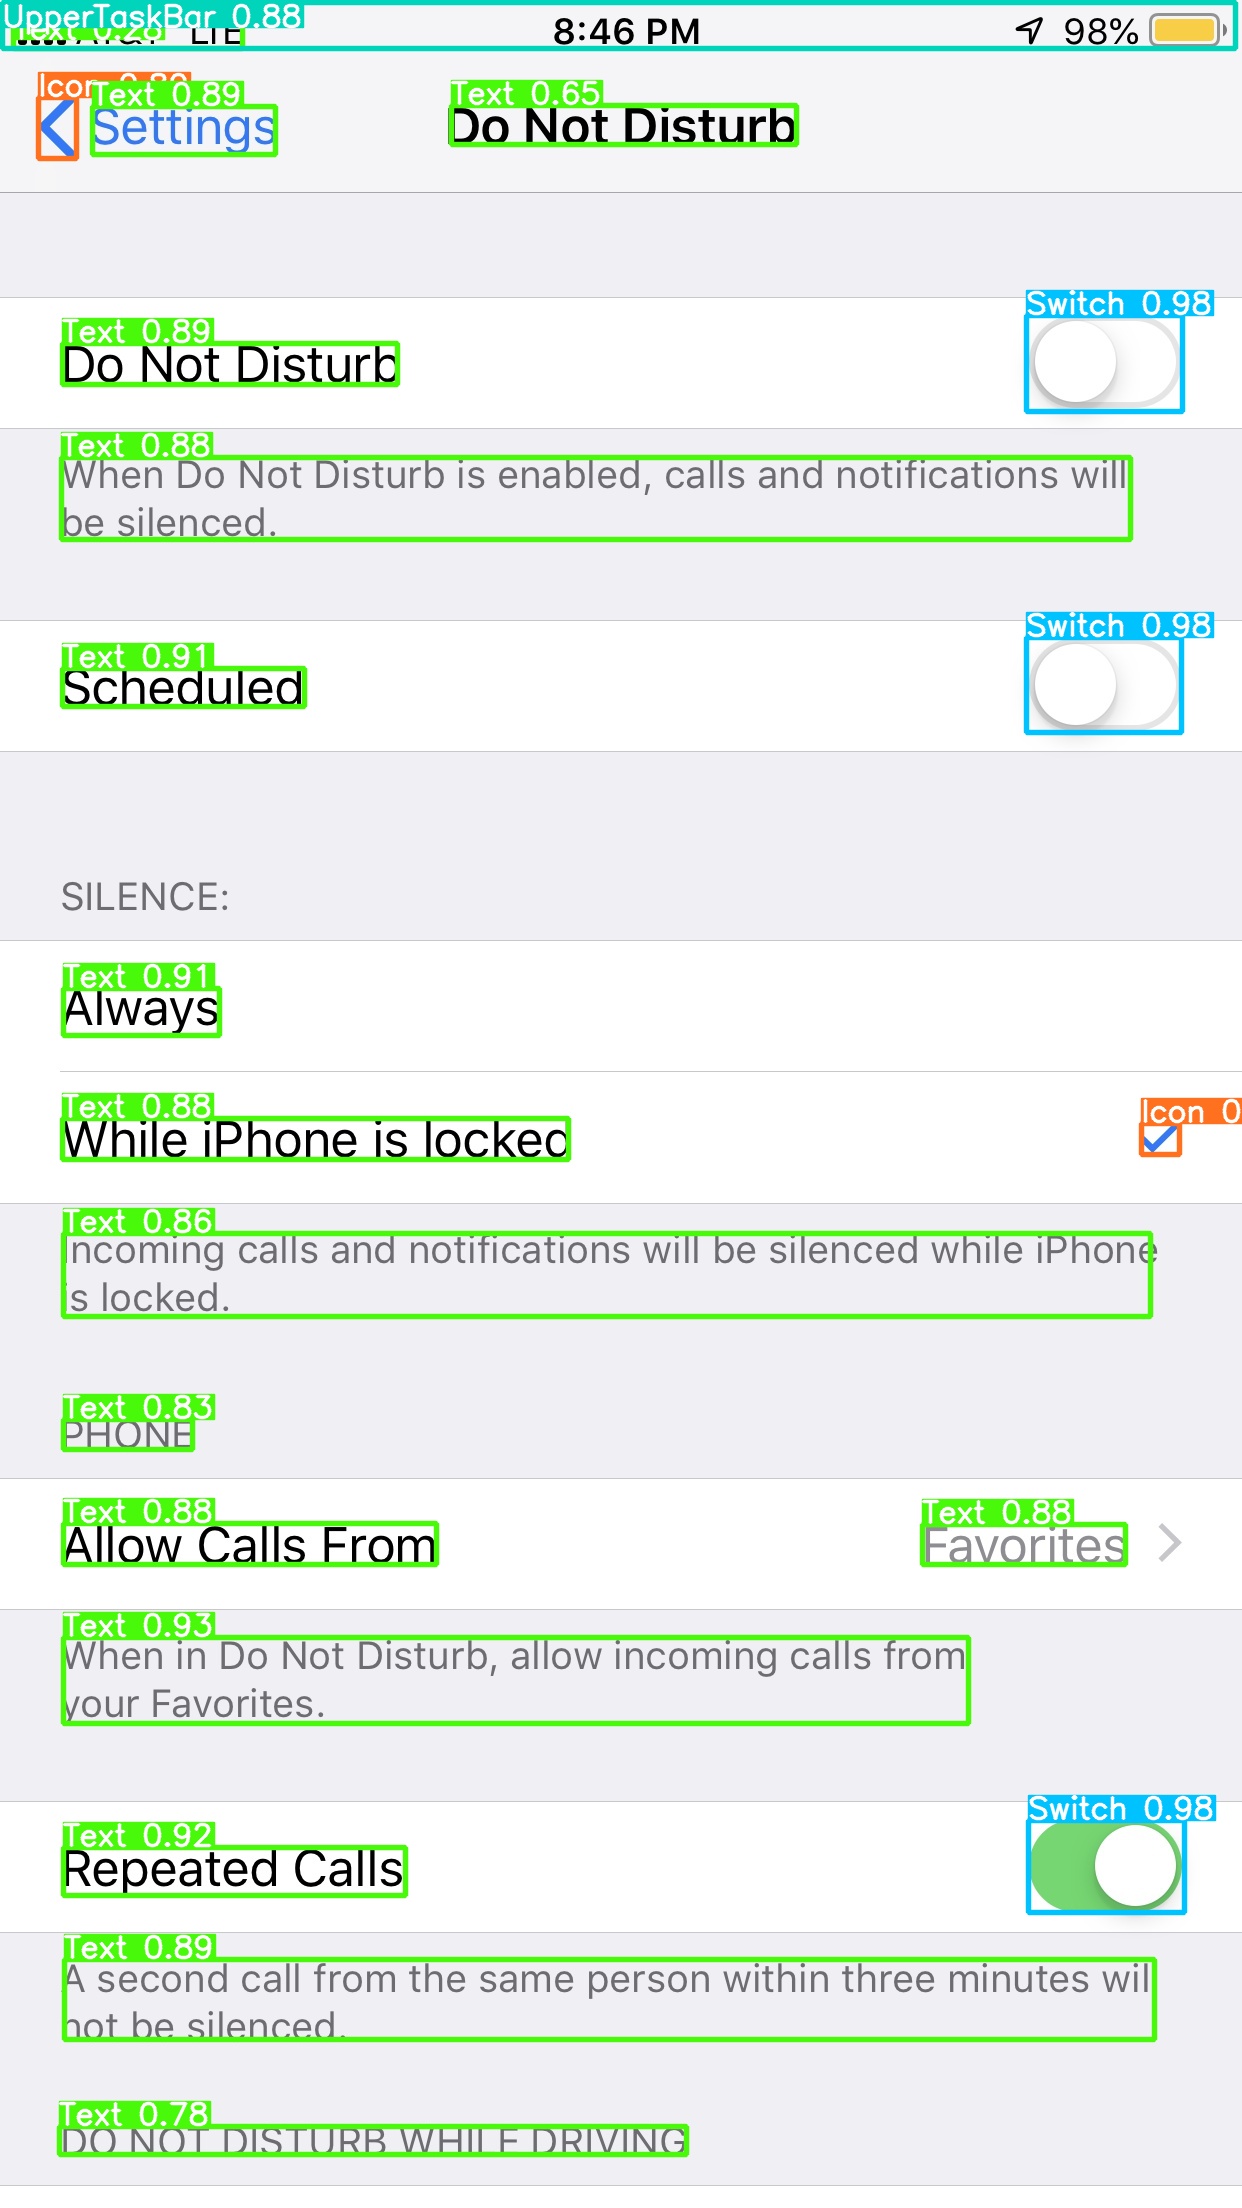 UpperTaskBar 0.88
Text 0.28
LTE
8:46 PM
98%
Icon
Text 0.89
Text 0.65
Settings
Do Not Disturb
Switch 0.98
Text 0.89
Do Not Disturb
Text 0.88
When Do Not Disturb is enabled, calls and notifications will
be silenced.
Switch 0.98
Text 0.91
Scheduled
SILENCE:
Text 0.91
Always
Text 0.88
Icon 0
While iPhone is locked
Text 0.86
Incoming calls and notifications will be silenced while iPhone
is locked.
Text 0.83
PHONE
Text 0.88
Text 0.88
Allow Calls From
Favorites
Text 0.93
When in Do Not Disturb, allow incoming calls from
your Favorites.
Switch 0.98
Text 0.92
Repeated Calls
Text 0.89
A second call from the same person within three minutes will
not be silenced.
Text 0.78
DO NOT DISTURB WHILE DRIVING